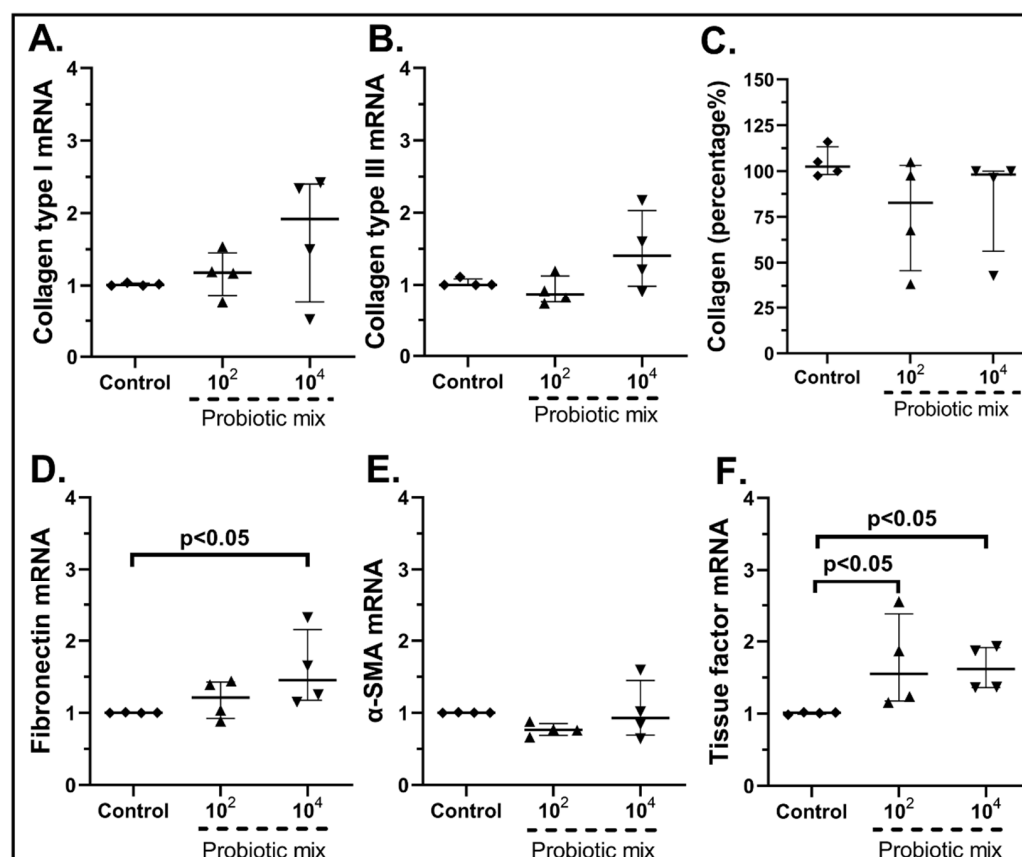 A.
Collagen type I mRNA
4
3
2
1
0
Control 10² 10⁴
Probiotic mix
B.
Collagen type III mRNA
4
3
2
1
0
Control 10² 10⁴
Probiotic mix
C.
Collagen (percentage%)
150
125
100
75
50
25
0
Control 10² 10⁴
Probiotic mix
D.
Fibronectin mRNA
4
3
2
1
0
p<0.05
Control 10² 10⁴
Probiotic mix
E.
α-SMA mRNA
4
3
2
1
0
Control 10² 10⁴
Probiotic mix
F.
Tissue factor mRNA
4
3
2
1
0
p<0.05
p<0.05
Control 10² 10⁴
Probiotic mix